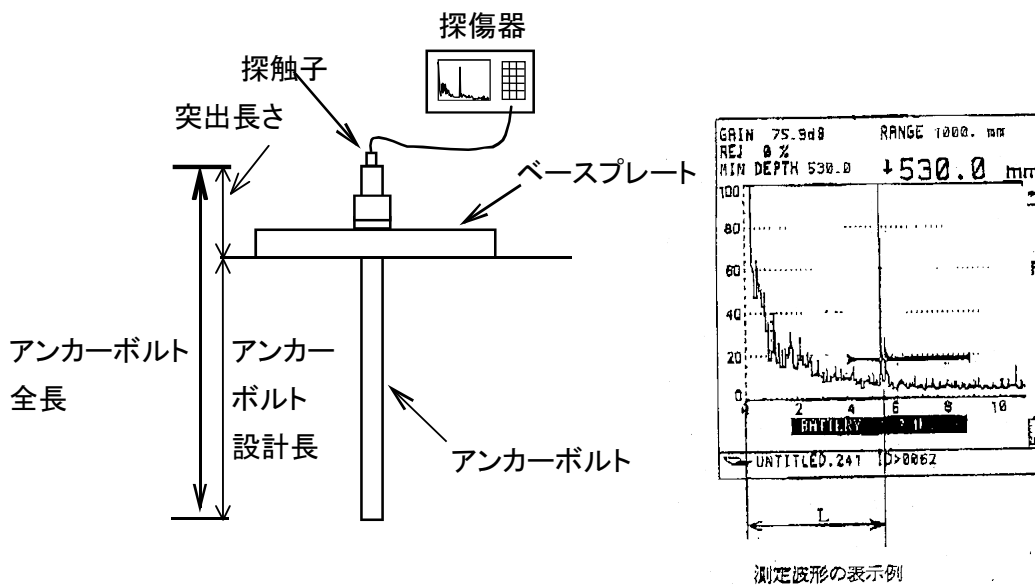 探傷器
探触子
突出長さ
ベースプレート
アンカーボルト
全長
アンカー
ボルト
設計長
アンカーボルト
GAIN 75.9dB RANGE 1000. mm
REJ 0 %
MIN DEPTH 530.0 ↓530.0 mm
100
80
60
40
20
0
2 4 6 8 10
BATTERY
UNTITLED.241 ID>0062
L
測定波形の表示例